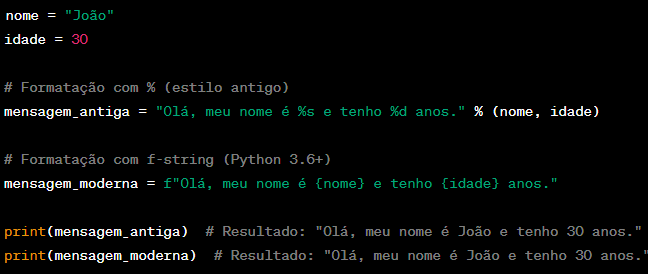 nome = "João"
idade = 30
# Formatação com % (estilo antigo)
mensagem_antiga = "Olá, meu nome é %s e tenho %d anos." % (nome, idade)
# Formatação com f-string (Python 3.6+)
mensagem_moderna = f"Olá, meu nome é {nome} e tenho {idade} anos."
print(mensagem_antiga)  # Resultado: "Olá, meu nome é João e tenho 30 anos."
print(mensagem_moderna)  # Resultado: "Olá, meu nome é João e tenho 30 anos."